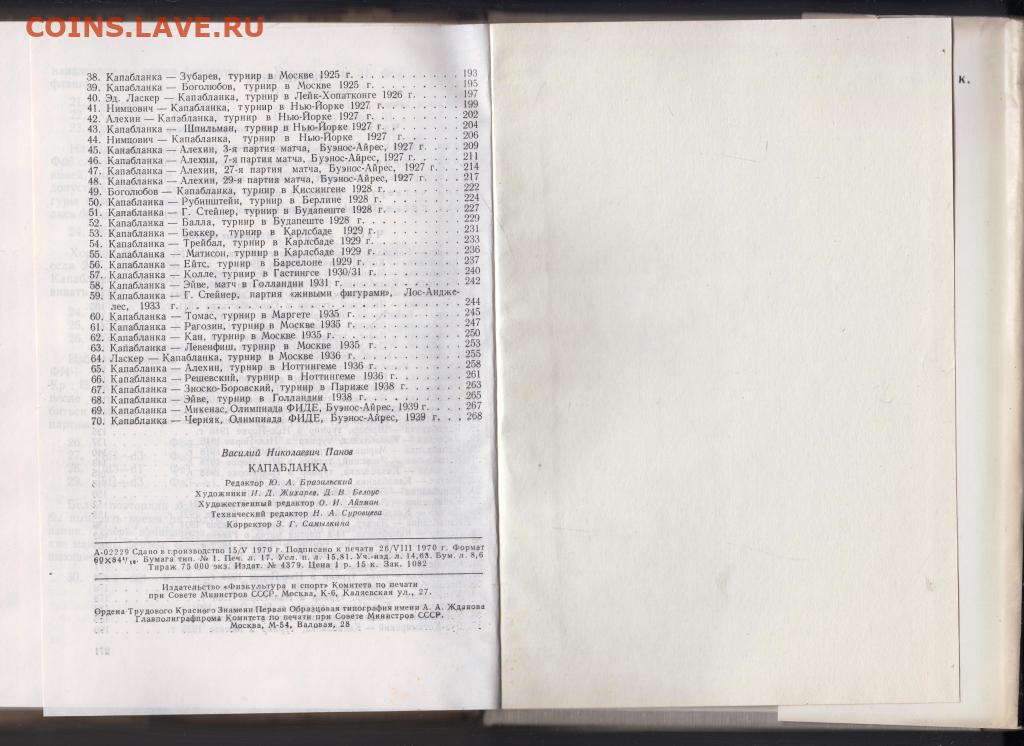 COINS.LAVE.RU
38. Капабланка — Зубарев, турнир в Москве 1925 г. . . . . . . . . . . 193
39. Капабланка — Боголюбов, турнир в Москве 1925 г. . . . . . . . . 195
40. Эд. Ласкер — Капабланка, турнир в Лейк-Хопатконге 1926 г. . . . . 197
41. Нимцович — Капабланка, турнир в Нью-Йорке 1927 г. . . . . . . . 199
42. Алехин — Капабланка, турнир в Нью-Йорке 1927 г. . . . . . . . . 202
43. Капабланка — Шпильман, турнир в Нью-Йорке 1927 г. . . . . . . . 204
44. Нимцович — Капабланка, турнир в Нью-Йорке 1927 г. . . . . . 206
45. Капабланка — Алехин, 3-я партия матча, Буэнос-Айрес, 1927 г. . . . 209
46. Капабланка — Алехин, 7-я партия матча, Буэнос-Айрес, 1927 г. . . . . 211
47. Капабланка — Алехин, 27-я партия матча, Буэнос-Айрес, 1927 г. . . . 214
48. Капабланка — Алехин, 29-я партия матча, Буэнос-Айрес, 1927 г. . . . 217
49. Боголюбов — Капабланка, турнир в Киссингене 1928 г. . . . . . . . 222
50. Капабланка — Рубинштейн, турнир в Берлине 1928 г. . . . . . . . . 224
51. Капабланка — Г. Стейнер, турнир в Будапеште 1928 г. . . . . . . . 227
52. Капабланка — Балла, турнир в Будапеште 1928 г. . . . . . . . . . 229
53. Капабланка — Беккер, турнир в Карлсбаде 1929 г. . . . . . . . . 231
54. Капабланка — Трейбал, турнир в Карлсбаде 1929 г. . . . . . . . . 233
55. Капабланка — Матисон, турнир в Карлсбаде 1929 г. . . . . . . . . 236
56. Капабланка — Ейтс, турнир в Барселоне 1929 г. . . . . . . . . . 237
57. Капабланка — Колле, турнир в Гастингсе 1930/31 г. . . . . . . . . 240
58. Капабланка — Эйве, матч в Голландии 1931 г. . . . . . . . . . . 242
59. Капабланка — Г. Стейнер, партия «живыми фигурами», Лос-Андже-
лес, 1933 г. . . . . . . . . . . . . . . . . . . . . . . . 244
60. Капабланка — Томас, турнир в Маргете 1935 г. . . . . . . . . . . 245
61. Капабланка — Рагозин, турнир в Москве 1935 г. . . . . . . . . . . 247
62. Капабланка — Кан, турнир в Москве 1935 г. . . . . . . . . . . . 250
63. Капабланка — Левенфиш, турнир в Москве 1935 г. . . . . . . . . 253
64. Ласкер — Капабланка, турнир в Москве 1936 г. . . . . . . . . . . 255
65. Капабланка — Алехин, турнир в Ноттингеме 1936 г. . . . . . . . . 258
66. Капабланка — Решевский, турнир в Ноттингеме 1936 г. . . . . . . 261
67. Капабланка — Зноско-Боровский, турнир в Париже 1938 г. . . . . . 263
68. Капабланка — Эйве, турнир в Голландии 1938 г. . . . . . . . . . 265
69. Капабланка — Микенас, Олимпиада ФИДЕ, Буэнос-Айрес, 1939 г. . . . 267
70. Капабланка — Черняк, Олимпиада ФИДЕ, Буэнос-Айрес, 1939 г. . . . 268
Василий Николаевич Панов
КАПАБЛАНКА
Редактор Ю. А. Бразильский
Художники И. Д. Жихарев, Д. В. Белоус
Художественный редактор О. И. Айзман
Технический редактор Н. А. Суровцева
Корректор З. Г. Самылкина
А-02229 Сдано в производство 15/V 1970 г. Подписано к печати 26/VIII 1970 г. Формат
60×84 1/16. Бумага тип. № 1. Печ. л. 17. Усл. п. л. 15,81. Уч.-изд. л. 14,68. Бум. л. 8,5
Тираж 75 000 экз. Издат. № 4379. Цена 1 р. 15 к. Зак. 1082
Издательство «Физкультура и спорт» Комитета по печати
при Совете Министров СССР. Москва, К-6, Каляевская ул., 27.
Ордена Трудового Красного Знамени Первая Образцовая типография имени А. А. Жданова
Главполиграфпрома Комитета по печати при Совете Министров СССР.
Москва, М-54, Валовая, 28
к.